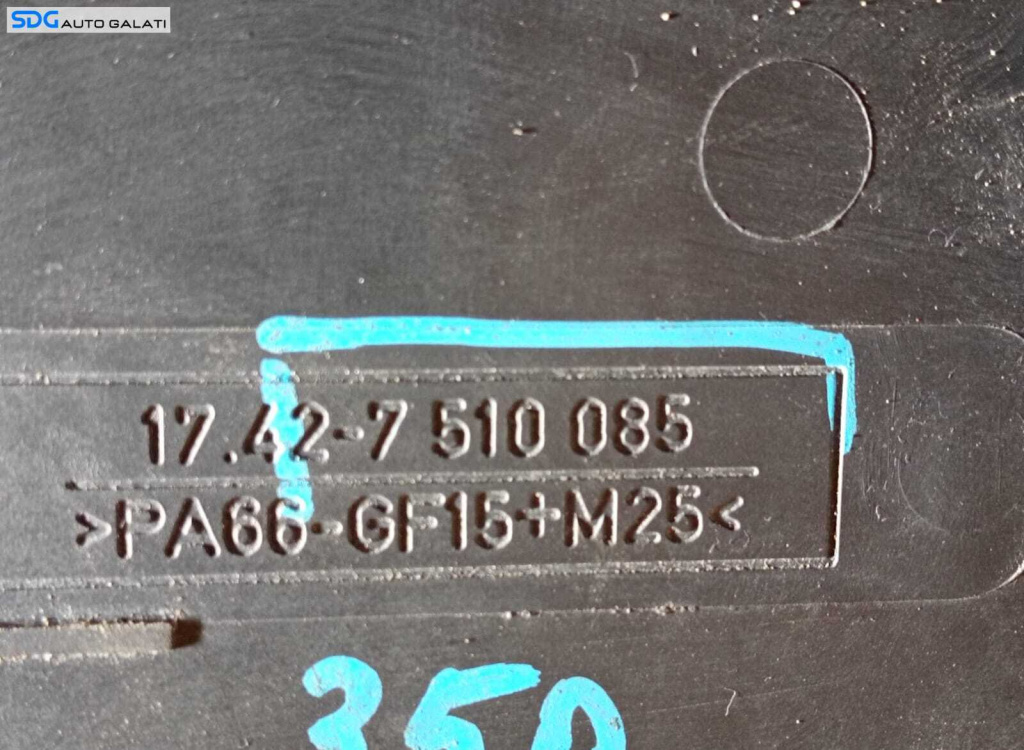 SDG AUTO GALATI
17.42-7 510 085
>PA66-GF15+M25<
350